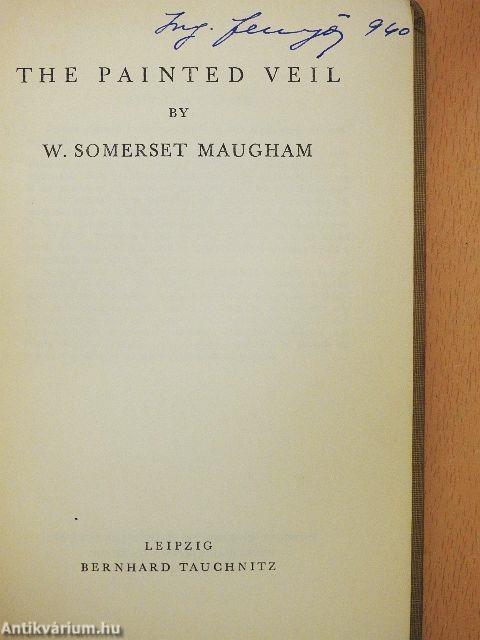 Ing. 940
THE PAINTED VEIL
BY
W. SOMERSET MAUGHAM
LEIPZIG
BERNHARD TAUCHNITZ
Antikvárium.hu